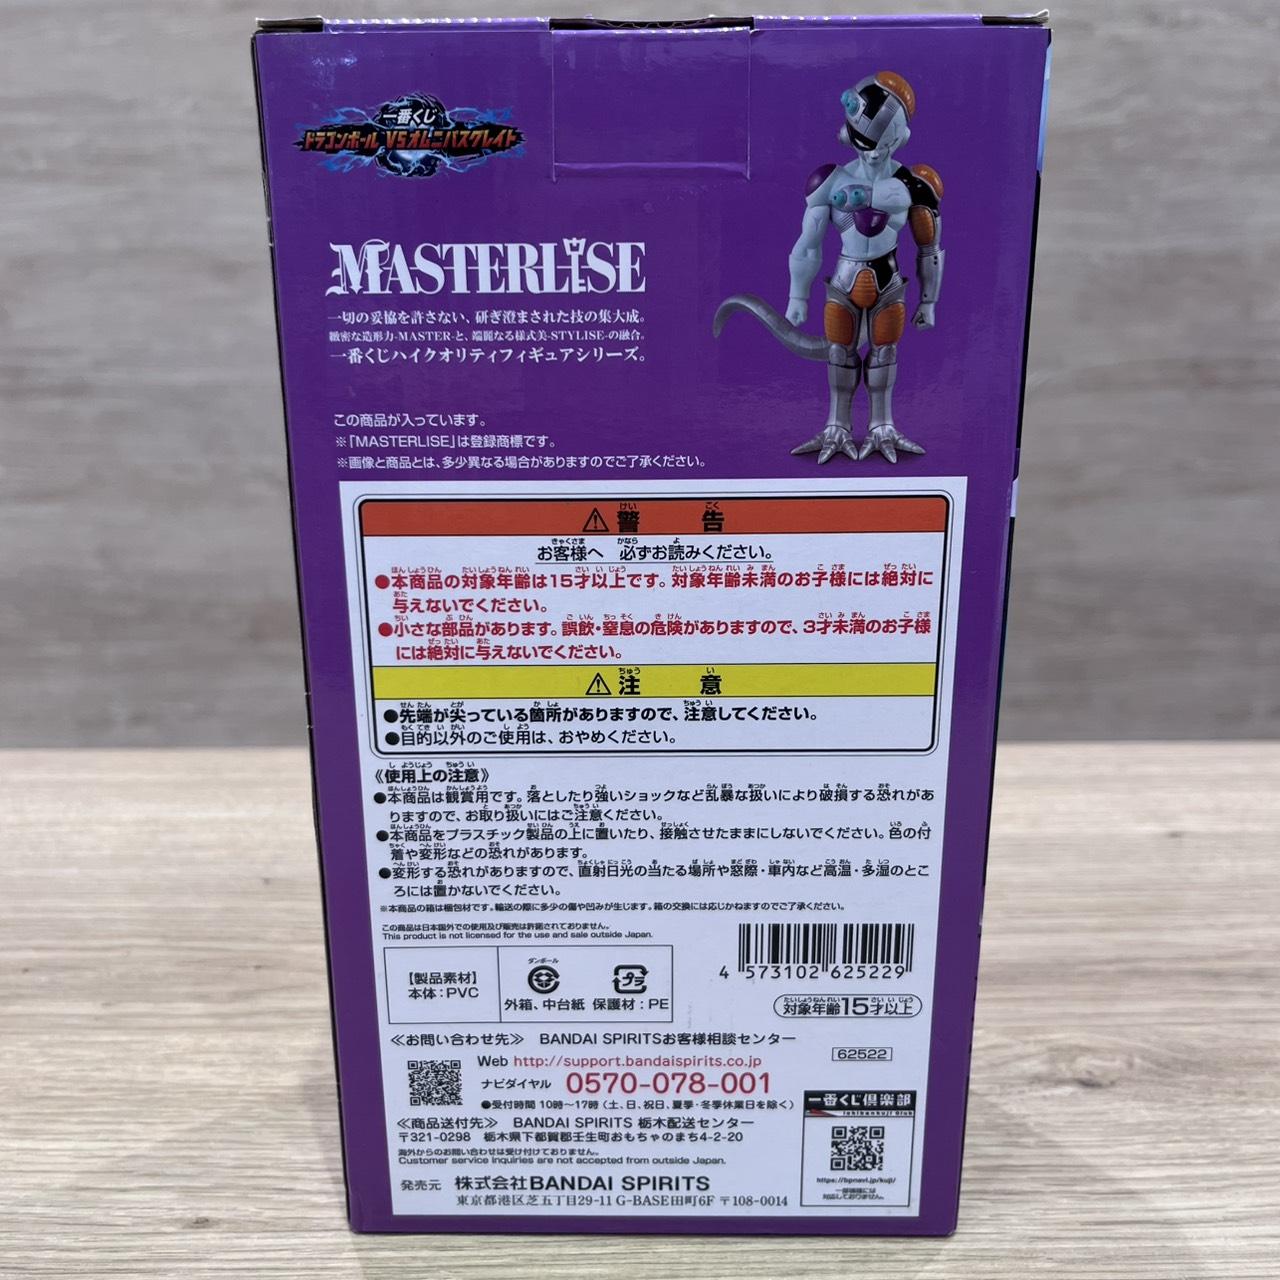 一番くじ
ドラゴンボール VSオムニバスグレイト
MASTERLISE
一切の妥協を許さない、研ぎ澄まされた技の集大成。
緻密な造形力-MASTER-と、端麗なる様式美-STYLISE-の融合。
一番くじハイクオリティフィギュアシリーズ。
この商品が入っています。
※「MASTERLISE」は登録商標です。
※画像と商品とは、多少異なる場合がありますのでご了承ください。
⚠警告
お客様へ 必ずお読みください。
●本商品の対象年齢は15才以上です。対象年齢未満のお子様には絶対に
与えないでください。
●小さな部品があります。誤飲・窒息の危険がありますので、3才未満のお子様
には絶対に与えないでください。
⚠注意
●先端が尖っている箇所がありますので、注意してください。
●目的以外のご使用は、おやめください。
《使用上の注意》
●本商品は観賞用です。落としたり強いショックなど乱暴な扱いにより破損する恐れがあ
りますので、お取り扱いにはご注意ください。
●本商品をプラスチック製品の上に置いたり、接触させたままにしないでください。色の付
着や変形などの恐れがあります。
●変形する恐れがありますので、直射日光の当たる場所や窓際・車内など高温・多湿のとこ
ろには置かないでください。
※本商品の箱は梱包材です。輸送の際に多少の傷や凹みが生じます。箱の交換には応じかねますのでご了承ください。
この商品は日本国外での使用及び販売は許諾されておりません。
This product is not licensed for the use and sale outside Japan.
【製品素材】
本体：PVC
ダンボール
外箱、中台紙
プラ
保護材：PE
4 573102 625229
対象年齢15才以上
≪お問い合わせ先≫ BANDAI SPIRITSお客様相談センター
62522
Web http://support.bandaispirits.co.jp
ナビダイヤル 0570-078-001
●受付時間 10時～17時（土、日、祝日、夏季・冬季休業日を除く）
≪商品送付先≫ BANDAI SPIRITS 栃木配送センター
〒321-0298 栃木県下都賀郡壬生町おもちゃのまち4-2-20
海外からのお問い合わせは受け付けておりません。
Customer service inquiries are not accepted from outside Japan.
発売元 株式会社BANDAI SPIRITS
東京都港区芝五丁目29-11 G-BASE田町6F 〒108-0014
一番くじ倶楽部
Ichibankuji Club
https://bpnavi.jp/kuji/
一部機種には
対応しておりません。